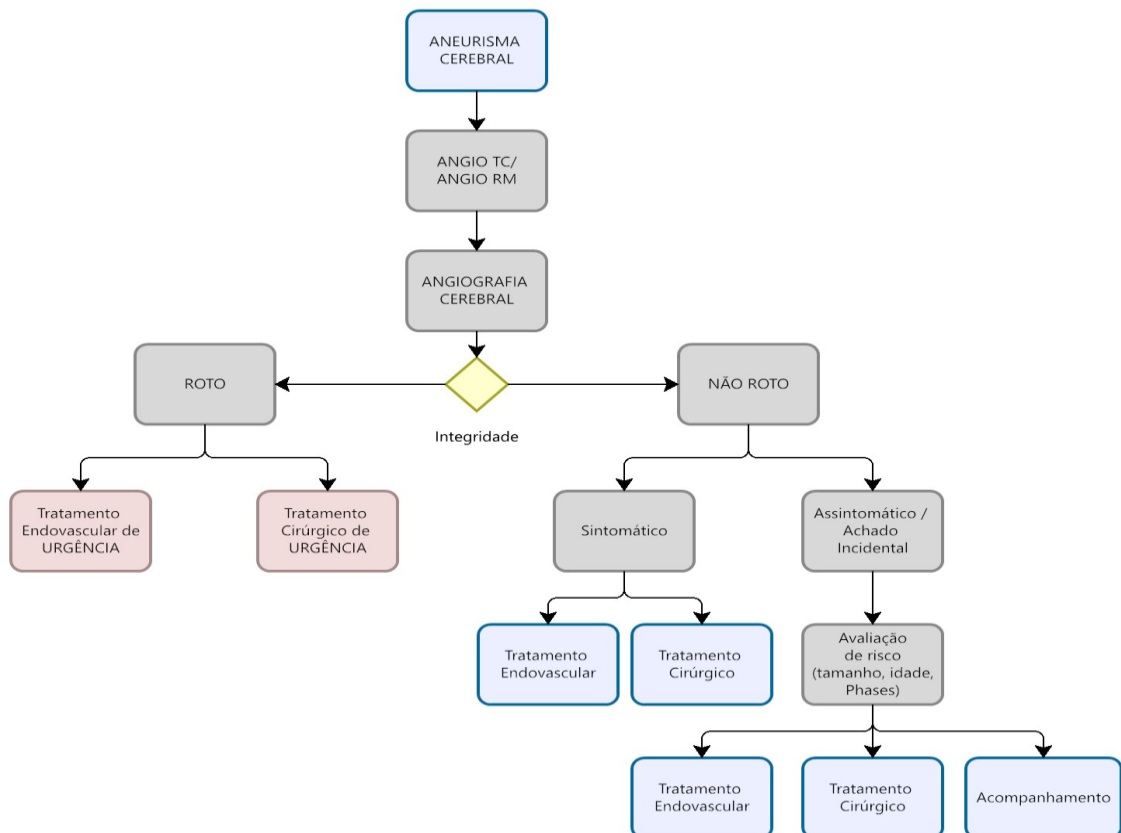 ANEURISMA
CEREBRAL
ANGIO TC/
ANGIO RM
ANGIOGRAFIA
CEREBRAL
ROTO
NÃO ROTO
Integridade
Tratamento
Endovascular de
URGÊNCIA
Tratamento
Cirúrgico de
URGÊNCIA
Sintomático
Assintomático /
Achado
Incidental
Tratamento
Endovascular
Tratamento
Cirúrgico
Avaliação
de risco
(tamanho, idade,
Phases)
Tratamento
Endovascular
Tratamento
Cirúrgico
Acompanhamento